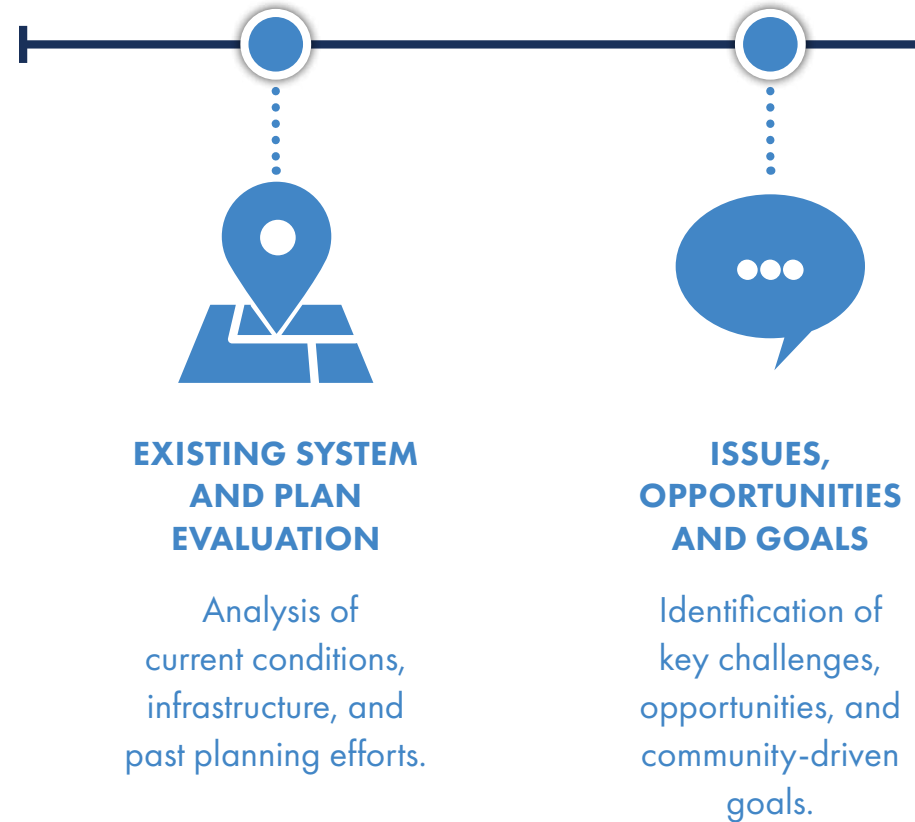 EXISTING SYSTEM
AND PLAN
EVALUATION
Analysis of
current conditions,
infrastructure, and
past planning efforts.
ISSUES,
OPPORTUNITIES
AND GOALS
Identification of
key challenges,
opportunities, and
community-driven
goals.